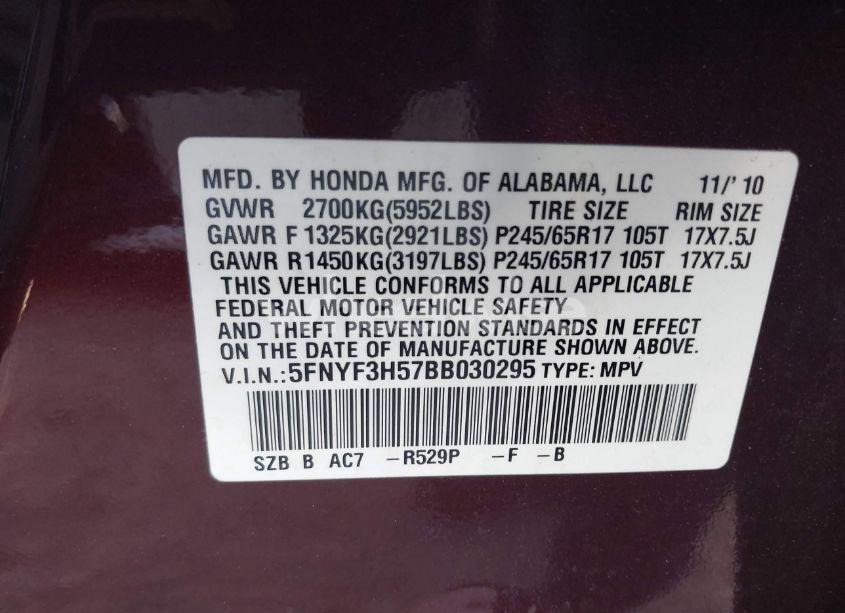 MFD. BY HONDA MFG. OF ALABAMA, LLC 11/' 10
GVWR 2700KG(5952LBS) TIRE SIZE RIM SIZE
GAWR F 1325KG(2921LBS) P245/65R17 105T 17X7.5J
GAWR R1450KG(3197LBS) P245/65R17 105T 17X7.5J
THIS VEHICLE CONFORMS TO ALL APPLICABLE
FEDERAL MOTOR VEHICLE SAFETY
AND THEFT PREVENTION STANDARDS IN EFFECT
ON THE DATE OF MANUFACTURE SHOWN ABOVE.
V.I.N.:5FNYF3H57BB030295 TYPE: MPV
SZB B AC7 -R529P -F -B